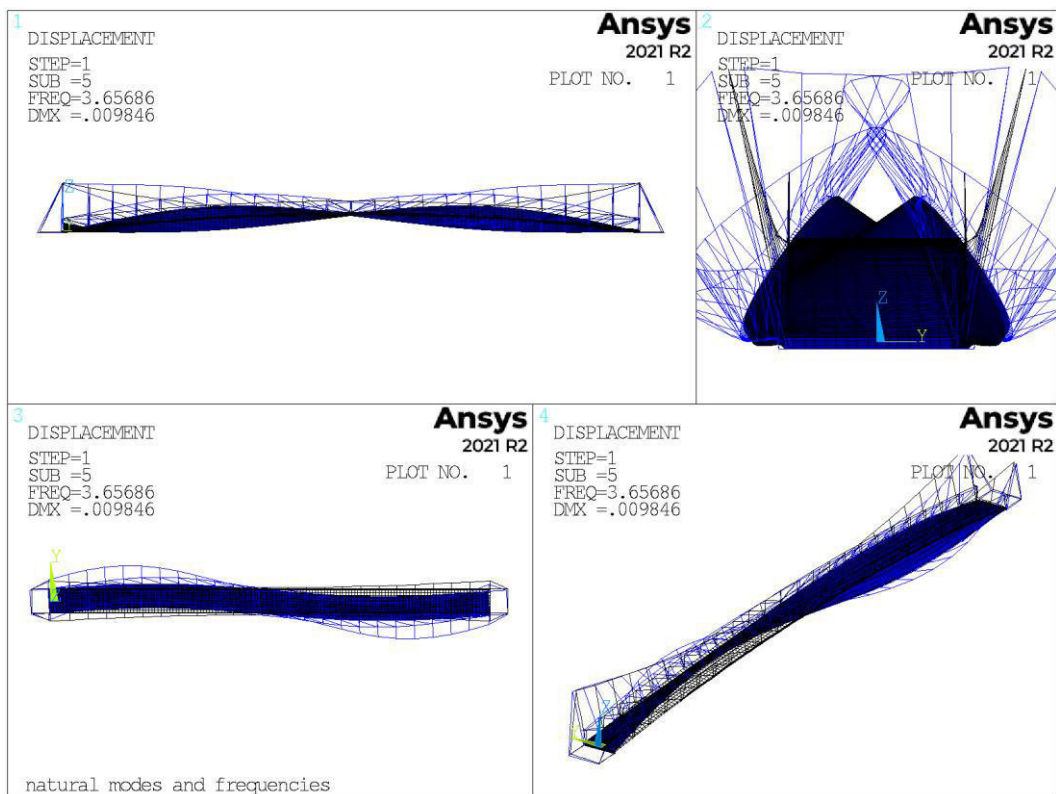 1
DISPLACEMENT
STEP=1
SUB =5
FREQ=3.65686
DMX =.009846
Ansys
2021 R2
PLOT NO. 1
Z
2
DISPLACEMENT
STEP=1
SUB =5
FREQ=3.65686
DMX =.009846
Ansys
2021 R2
PLOT NO. 1
Z
Y
3
DISPLACEMENT
STEP=1
SUB =5
FREQ=3.65686
DMX =.009846
Ansys
2021 R2
PLOT NO. 1
Y
natural modes and frequencies
4
DISPLACEMENT
STEP=1
SUB =5
FREQ=3.65686
DMX =.009846
Ansys
2021 R2
PLOT NO. 1
Z